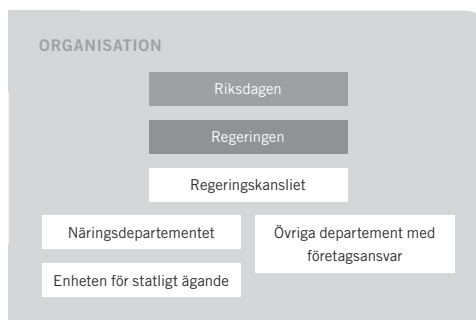 ORGANISATION
Riksdagen
Regeringen
Regeringskansliet
Näringsdepartementet
Övriga departement med
företagsansvar
Enheten för statligt ägande